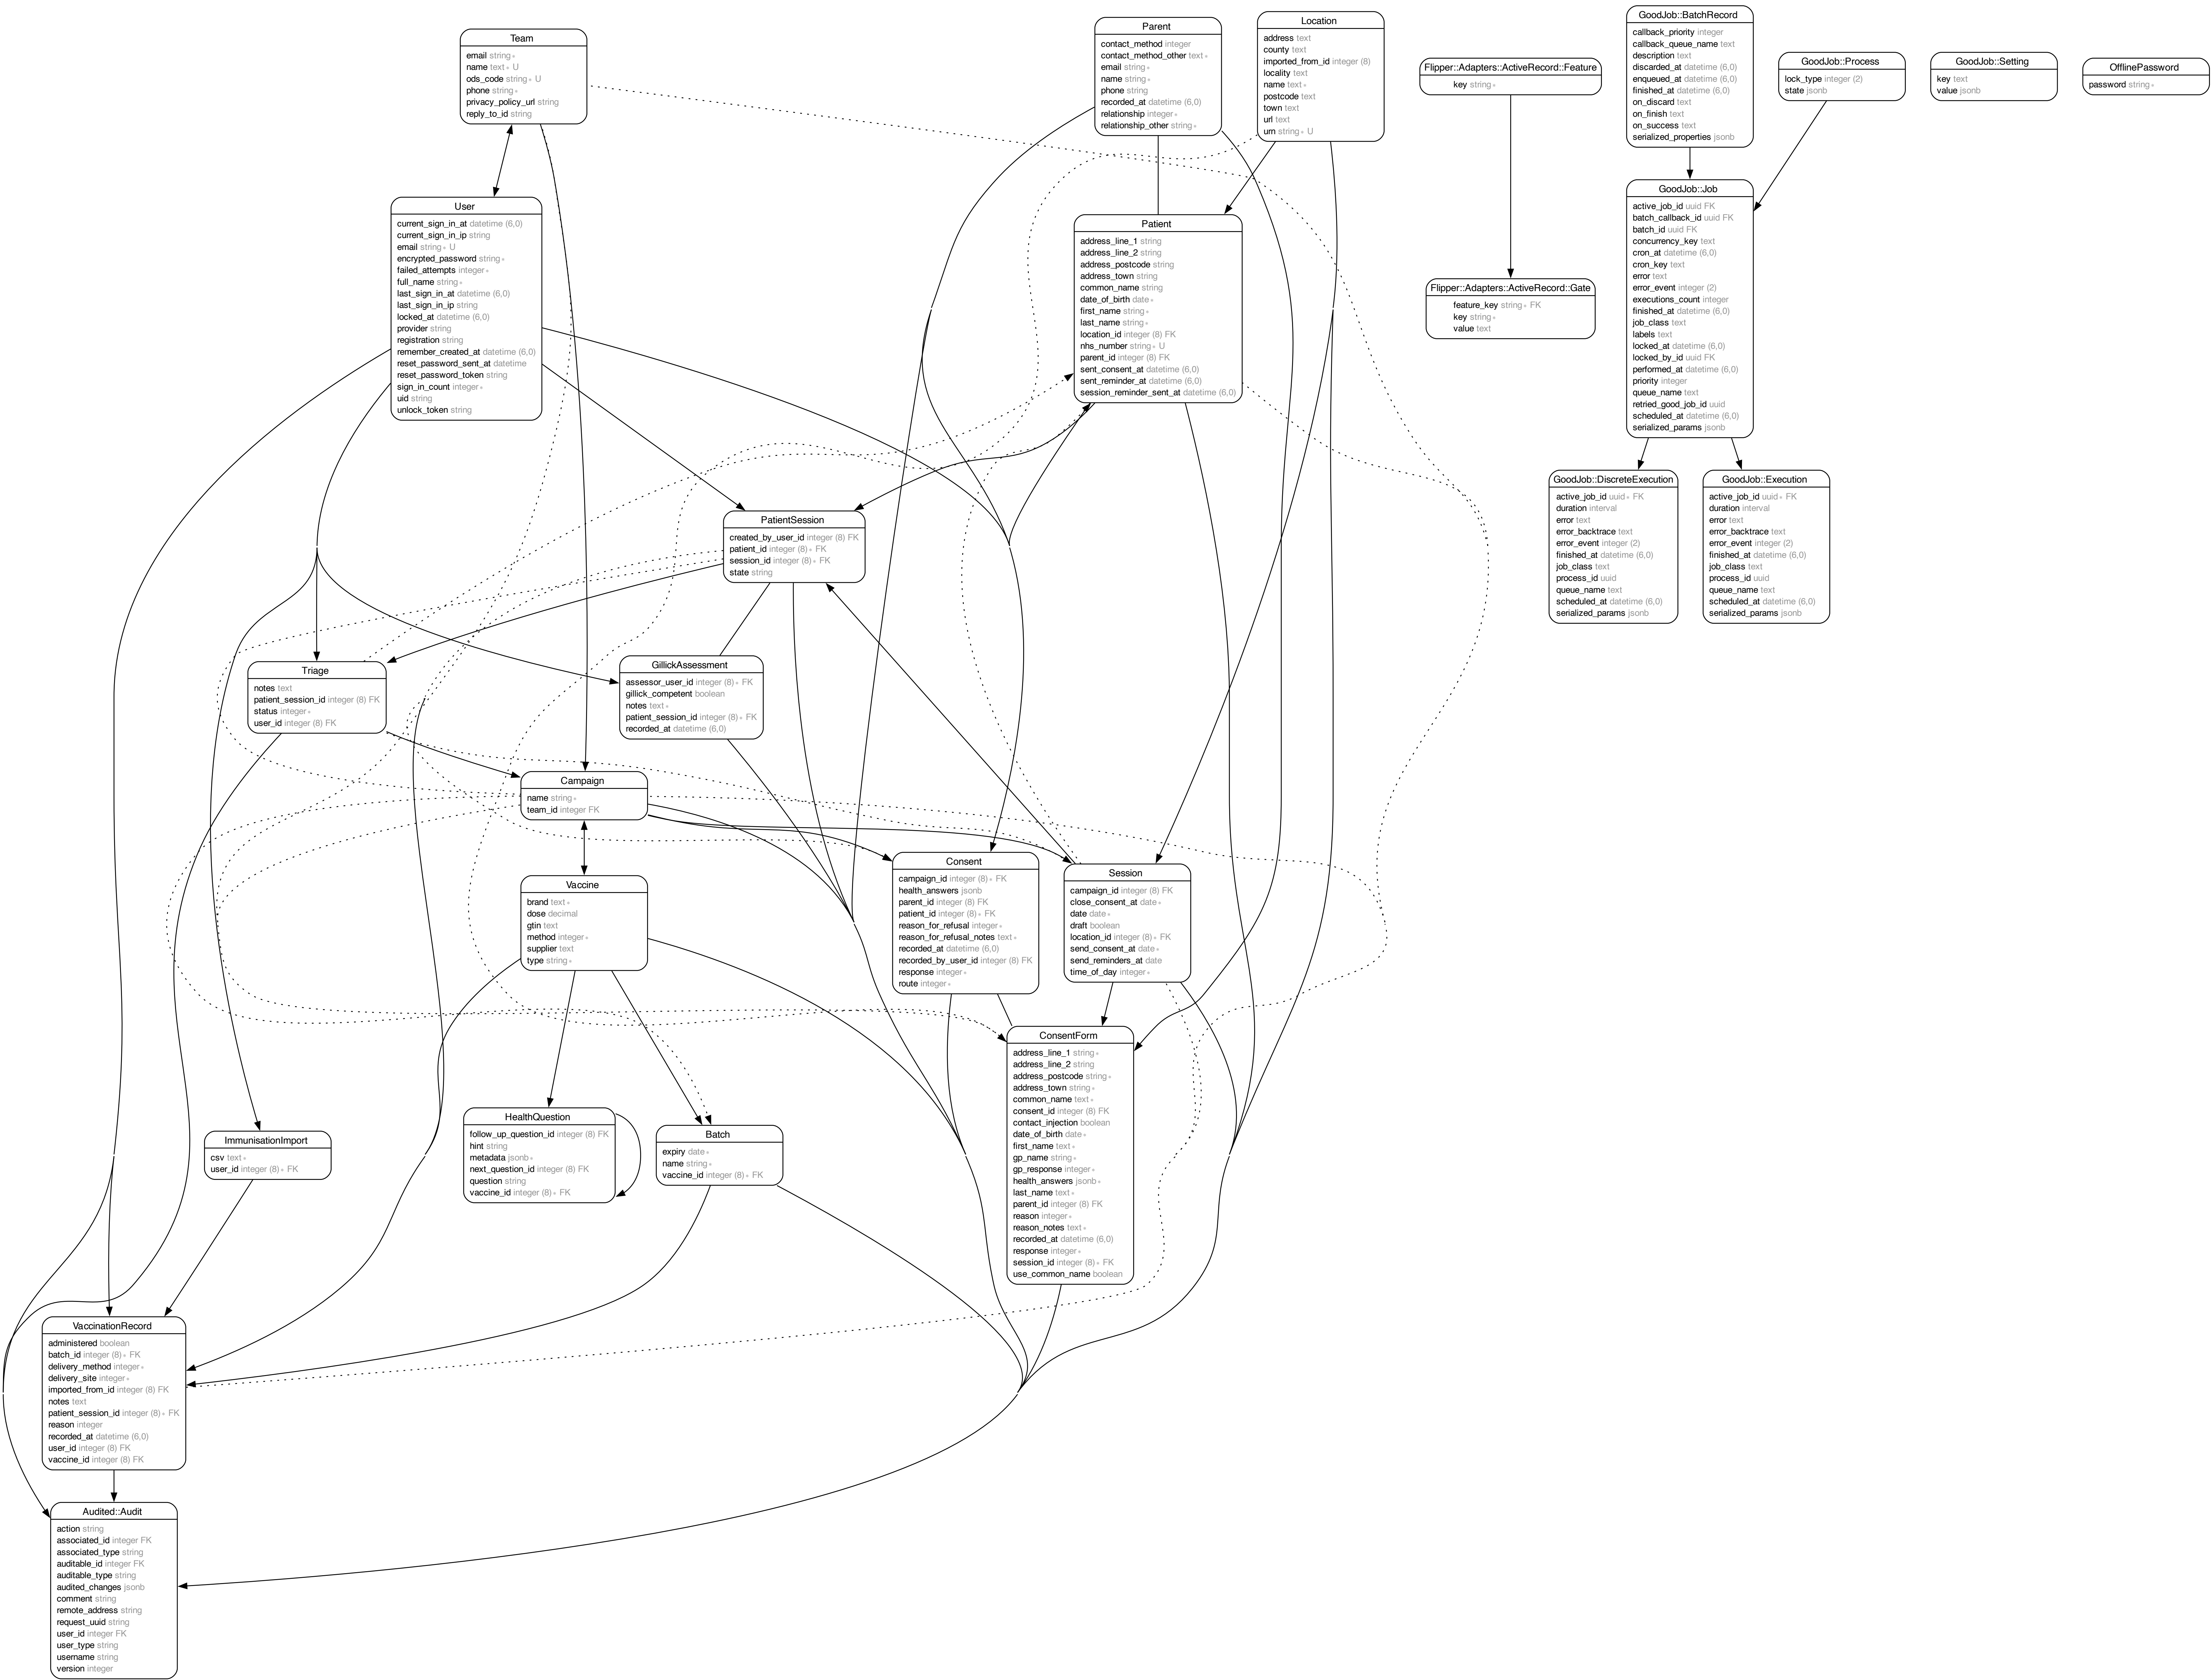 Team
email string ∗
name text ∗ U
ods_code string ∗ U
phone string ∗
privacy_policy_url string
reply_to_id string
Parent
contact_method integer
contact_method_other text ∗
email string ∗
name string ∗
phone string
recorded_at datetime (6,0)
relationship integer ∗
relationship_other string ∗
Location
address text
county text
imported_from_id integer (8)
locality text
name text ∗
postcode text
town text
url text
urn string ∗ U
Flipper::Adapters::ActiveRecord::Feature
key string ∗
GoodJob::BatchRecord
callback_priority integer
callback_queue_name text
description text
discarded_at datetime (6,0)
enqueued_at datetime (6,0)
finished_at datetime (6,0)
on_discard text
on_finish text
on_success text
serialized_properties jsonb
GoodJob::Process
lock_type integer (2)
state jsonb
GoodJob::Setting
key text
value jsonb
OfflinePassword
password string ∗
User
current_sign_in_at datetime (6,0)
current_sign_in_ip string
email string ∗ U
encrypted_password string ∗
failed_attempts integer ∗
full_name string ∗
last_sign_in_at datetime (6,0)
last_sign_in_ip string
locked_at datetime (6,0)
provider string
registration string
remember_created_at datetime (6,0)
reset_password_sent_at datetime
reset_password_token string
sign_in_count integer ∗
uid string
unlock_token string
Patient
address_line_1 string
address_line_2 string
address_postcode string
address_town string
common_name string
date_of_birth date ∗
first_name string ∗
last_name string ∗
location_id integer (8) FK
nhs_number string ∗ U
parent_id integer (8) FK
sent_consent_at datetime (6,0)
sent_reminder_at datetime (6,0)
session_reminder_sent_at datetime (6,0)
Flipper::Adapters::ActiveRecord::Gate
feature_key string ∗ FK
key string ∗
value text
GoodJob::Job
active_job_id uuid FK
batch_callback_id uuid FK
batch_id uuid FK
concurrency_key text
cron_at datetime (6,0)
cron_key text
error text
error_event integer (2)
executions_count integer
finished_at datetime (6,0)
job_class text
labels text
locked_at datetime (6,0)
locked_by_id uuid FK
performed_at datetime (6,0)
priority integer
queue_name text
retried_good_job_id uuid
scheduled_at datetime (6,0)
serialized_params jsonb
GoodJob::DiscreteExecution
active_job_id uuid ∗ FK
duration interval
error text
error_backtrace text
error_event integer (2)
finished_at datetime (6,0)
job_class text
process_id uuid
queue_name text
scheduled_at datetime (6,0)
serialized_params jsonb
GoodJob::Execution
active_job_id uuid ∗ FK
duration interval
error text
error_backtrace text
error_event integer (2)
finished_at datetime (6,0)
job_class text
process_id uuid
queue_name text
scheduled_at datetime (6,0)
serialized_params jsonb
PatientSession
created_by_user_id integer (8) FK
patient_id integer (8) ∗ FK
session_id integer (8) ∗ FK
state string
Triage
notes text
patient_session_id integer (8) FK
status integer ∗
user_id integer (8) FK
GillickAssessment
assessor_user_id integer (8) ∗ FK
gillick_competent boolean
notes text ∗
patient_session_id integer (8) ∗ FK
recorded_at datetime (6,0)
Campaign
name string ∗
team_id integer FK
Vaccine
brand text ∗
dose decimal
gtin text
method integer ∗
supplier text
type string ∗
Consent
campaign_id integer (8) ∗ FK
health_answers jsonb
parent_id integer (8) FK
patient_id integer (8) ∗ FK
reason_for_refusal integer ∗
reason_for_refusal_notes text ∗
recorded_at datetime (6,0)
recorded_by_user_id integer (8) FK
response integer ∗
route integer ∗
Session
campaign_id integer (8) FK
close_consent_at date ∗
date date ∗
draft boolean
location_id integer (8) ∗ FK
send_consent_at date ∗
send_reminders_at date
time_of_day integer ∗
ConsentForm
address_line_1 string ∗
address_line_2 string
address_postcode string ∗
address_town string ∗
common_name text ∗
consent_id integer (8) FK
contact_injection boolean
date_of_birth date ∗
first_name text ∗
gp_name string ∗
gp_response integer ∗
health_answers jsonb ∗
last_name text ∗
parent_id integer (8) FK
reason integer ∗
reason_notes text ∗
recorded_at datetime (6,0)
response integer ∗
session_id integer (8) ∗ FK
use_common_name boolean
ImmunisationImport
csv text ∗
user_id integer (8) ∗ FK
HealthQuestion
follow_up_question_id integer (8) FK
hint string
metadata jsonb ∗
next_question_id integer (8) FK
question string
vaccine_id integer (8) ∗ FK
Batch
expiry date ∗
name string ∗
vaccine_id integer (8) ∗ FK
VaccinationRecord
administered boolean
batch_id integer (8) ∗ FK
delivery_method integer ∗
delivery_site integer ∗
imported_from_id integer (8) FK
notes text
patient_session_id integer (8) ∗ FK
reason integer
recorded_at datetime (6,0)
user_id integer (8) FK
vaccine_id integer (8) FK
Audited::Audit
action string
associated_id integer FK
associated_type string
auditable_id integer FK
auditable_type string
audited_changes jsonb
comment string
remote_address string
request_uuid string
user_id integer FK
user_type string
username string
version integer